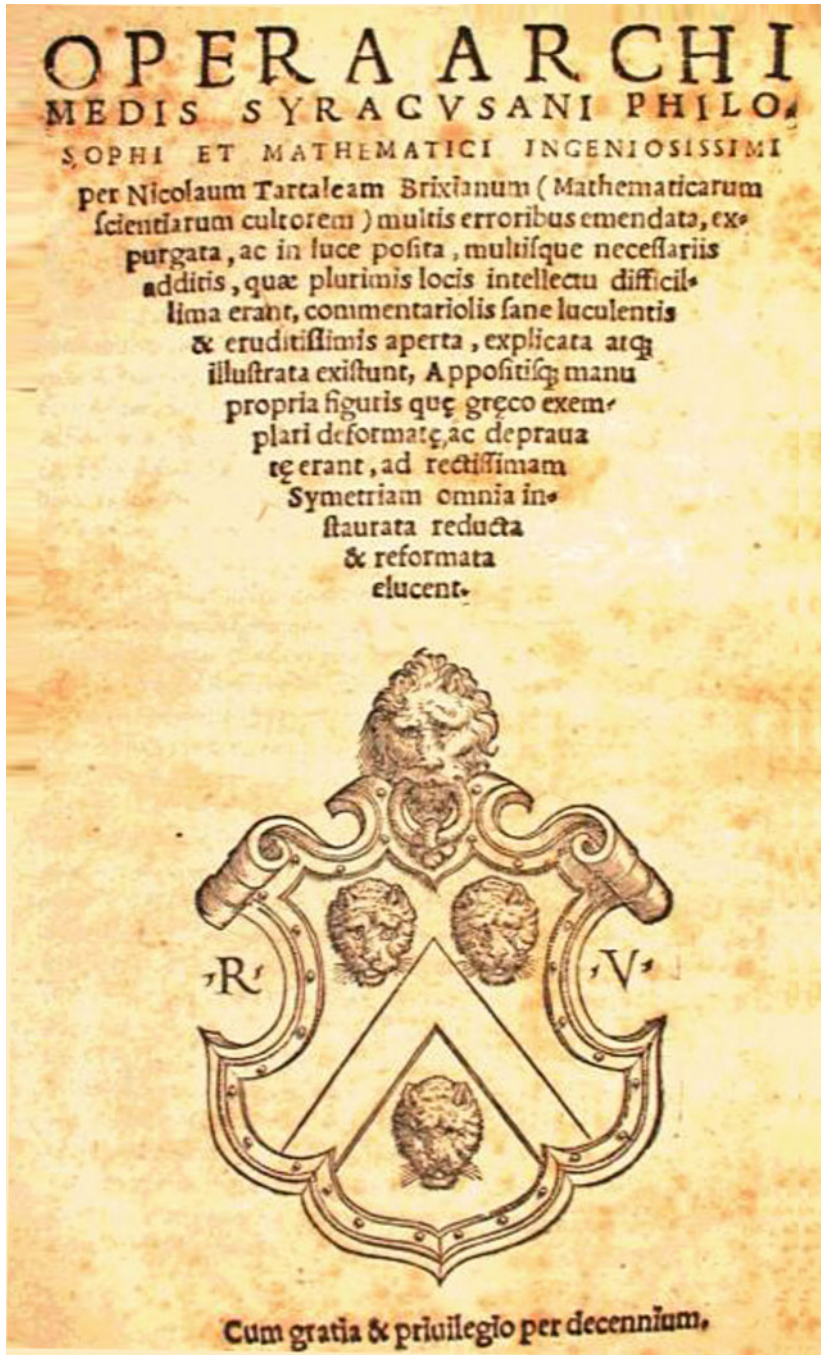 OPERA ARCHI
MEDIS SYRACVSANI PHILO.
SOPHI ET MATHEMATICI INGENIOSISSIMI
per Nicolaum Tartaleam Brixianum ( Mathematicarum
ſcientiarum cultorem ) multis erroribus emendata, ex-
purgata, ac in luce poſita, multiſque neceſſariis
additis, quæ plurimis locis intellectu difficil-
lima erant, commentariolis ſane luculentis
& eruditiſſimis aperta, explicata atqꝫ
illuſtrata exiſtunt, Appoſitiſqꝫ manu
propria figuris quę gręco exem-
plari deformatę, ac depraua
tę erant, ad rectiſſimam
Symetriam omnia in-
ſtaurata reducta
& reformata
elucent.
R V
Cum gratia & priuilegio per decennium.